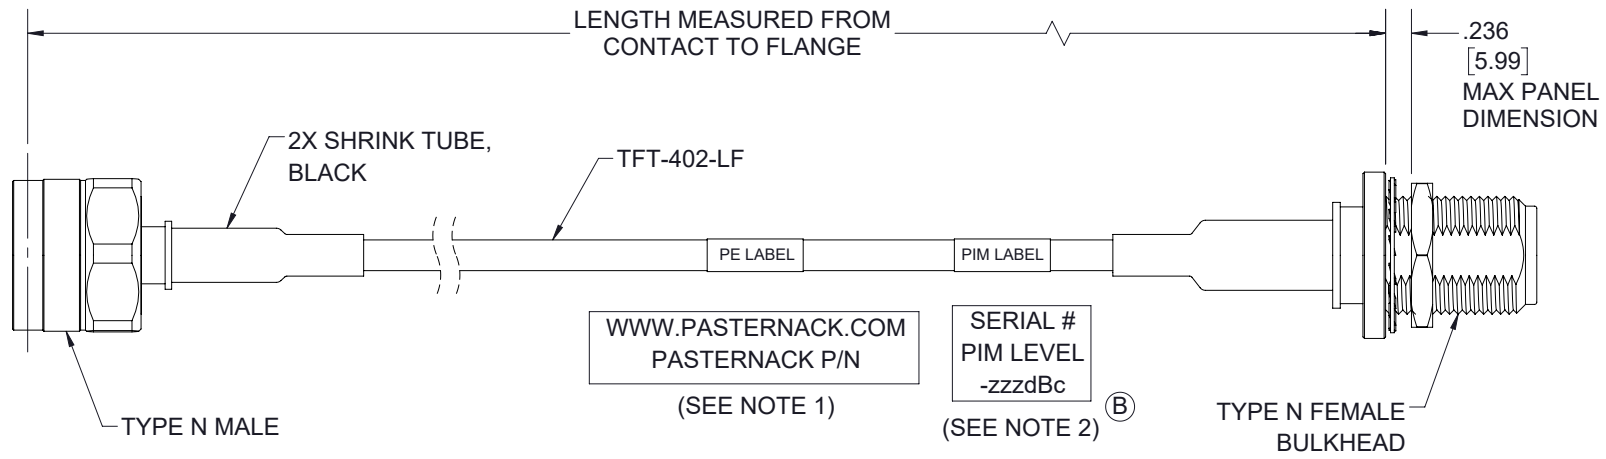 LENGTH MEASURED FROM
CONTACT TO FLANGE
.236
[5.99]
MAX PANEL
DIMENSION
2X SHRINK TUBE,
BLACK
TFT-402-LF
PE LABEL
PIM LABEL
WWW.PASTERNACK.COM
PASTERNACK P/N
(SEE NOTE 1)
SERIAL #
PIM LEVEL
-zzzdBc
(SEE NOTE 2)
B
TYPE N MALE
TYPE N FEMALE
BULKHEAD